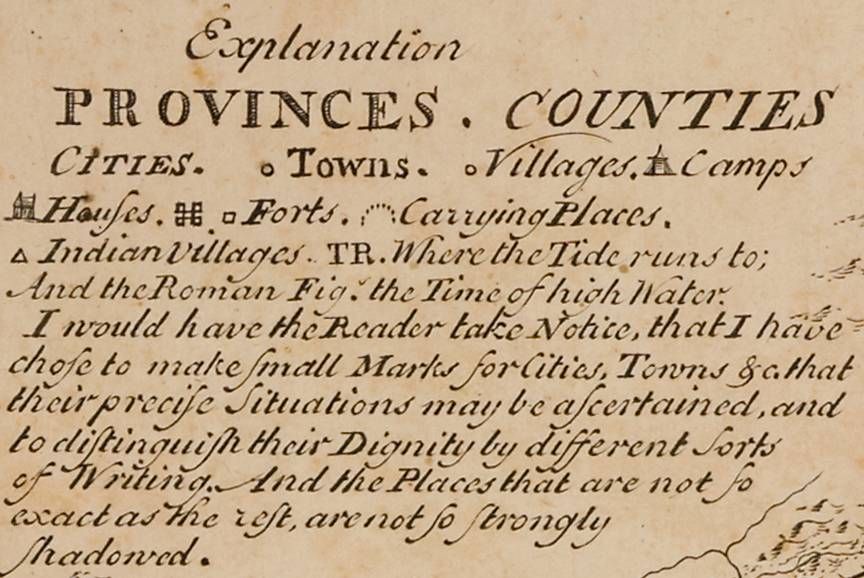 Explanation
PROVINCES. COUNTIES
CITIES. Towns. Villages. Camps
Houſes. Forts. Carrying Places.
Indian Villages. TR. Where the Tide runs to;
And the Roman Fig.ˢ the Time of high Water.
I would have the Reader take Notice, that I have
choſe to make ſmall Marks for Cities, Towns &c. that
their preciſe Situations may be aſcertained, and
to diſtinguiſh their Dignity by different Sorts
of Writing. And the Places that are not ſo
exact as the reſt, are not ſo ſtrongly
ſhadowed.